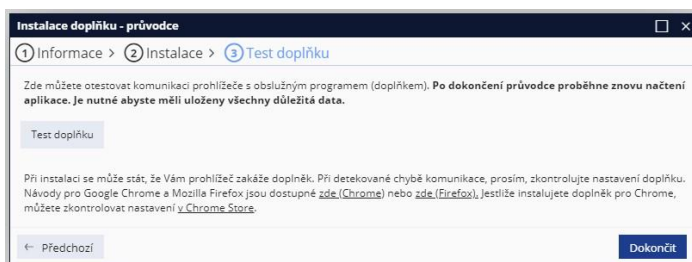 Instalace doplňku - průvodce
1 Informace > 2 Instalace > 3 Test doplňku
Zde můžete otestovat komunikaci prohlížeče s obslužným programem (doplňkem). Po dokončení průvodce proběhne znovu načtení
aplikace. Je nutné abyste měli uloženy všechny důležitá data.
Test doplňku
Při instalaci se může stát, že Vám prohlížeč zakáže doplněk. Při detekované chybě komunikace, prosím, zkontrolujte nastavení doplňku.
Návody pro Google Chrome a Mozilla Firefox jsou dostupné zde (Chrome) nebo zde (Firefox). Jestliže instalujete doplněk pro Chrome,
můžete zkontrolovat nastavení v Chrome Store.
← Předchozí
Dokončit